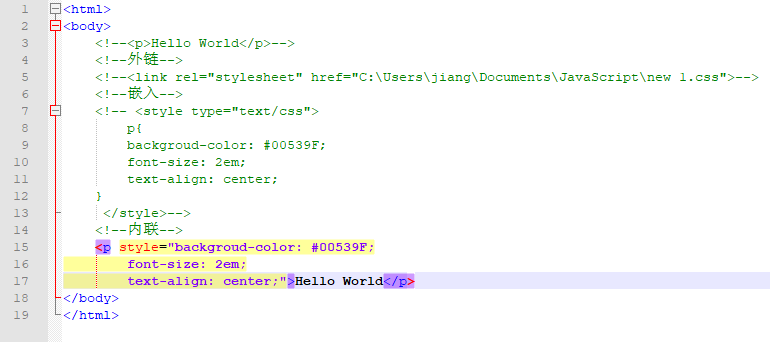 1 <html>
2 <body>
3 <!--<p>Hello World</p>-->
4 <!--外链-->
5 <!--<link rel="stylesheet" href="C:\Users\jiang\Documents\JavaScript\new 1.css">-->
6 <!--嵌入-->
7 <!-- <style type="text/css">
8 p{
9 backgroud-color: #00539F;
10 font-size: 2em;
11 text-align: center;
12 }
13 </style>-->
14 <!--内联-->
15 <p style="backgroud-color: #00539F;
16 font-size: 2em;
17 text-align: center;">Hello World</p>
18 </body>
19 </html>